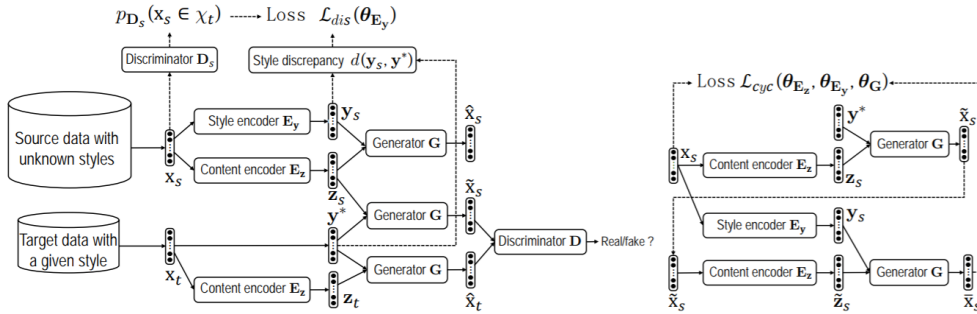 p_{D_s}(x_s ∈ χ_t) Loss ℒ_{dis}(θ_{E_y})
Discriminator D_s
Style discrepancy d(y_s, y*)
Source data with
unknown styles
x_s
Style encoder E_y
y_s
Content encoder E_z
z_s
Generator G
x̂_s
y*
Generator G
x̃_s
Target data with
a given style
x_t
Content encoder E_z
z_t
Generator G
x̂_t
Discriminator D
Real/fake ?
Loss ℒ_{cyc}(θ_{E_z}, θ_{E_y}, θ_G)
x_s
y*
Content encoder E_z
z_s
Generator G
x̃_s
Style encoder E_y
y_s
x̃_s
Content encoder E_z
z̃_s
Generator G
x̄_s